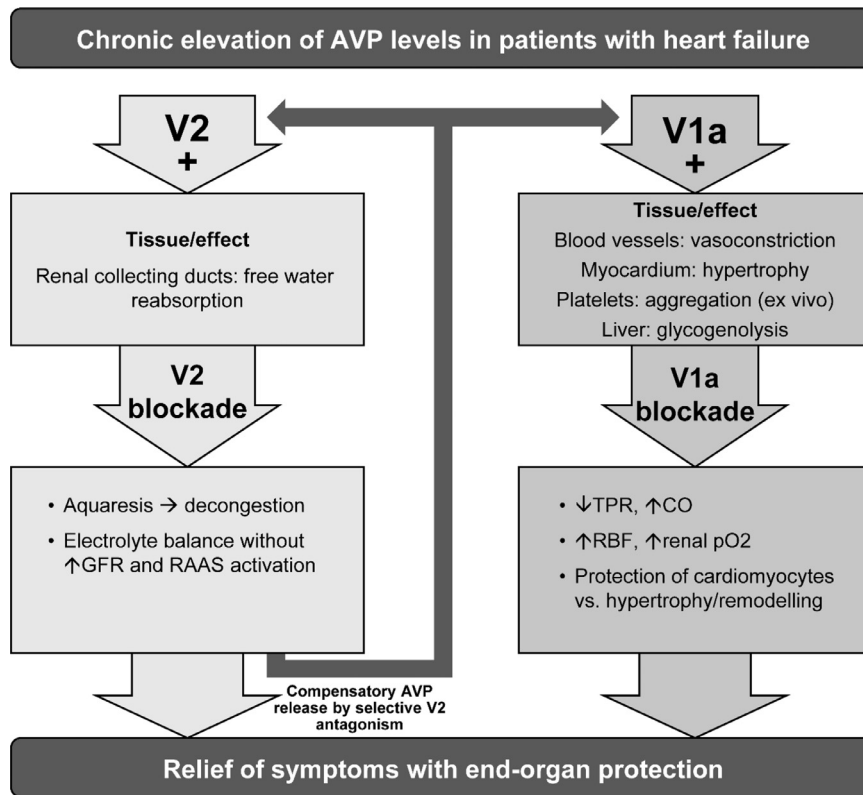 Chronic elevation of AVP levels in patients with heart failure
V2
+
Tissue/effect
Renal collecting ducts: free water
reabsorption
V2
blockade
• Aquaresis → decongestion
• Electrolyte balance without
↑GFR and RAAS activation
Compensatory AVP
release by selective V2
antagonism
V1a
+
Tissue/effect
Blood vessels: vasoconstriction
Myocardium: hypertrophy
Platelets: aggregation (ex vivo)
Liver: glycogenolysis
V1a
blockade
• ↓TPR, ↑CO
• ↑RBF, ↑renal pO2
• Protection of cardiomyocytes
vs. hypertrophy/remodelling
Relief of symptoms with end-organ protection